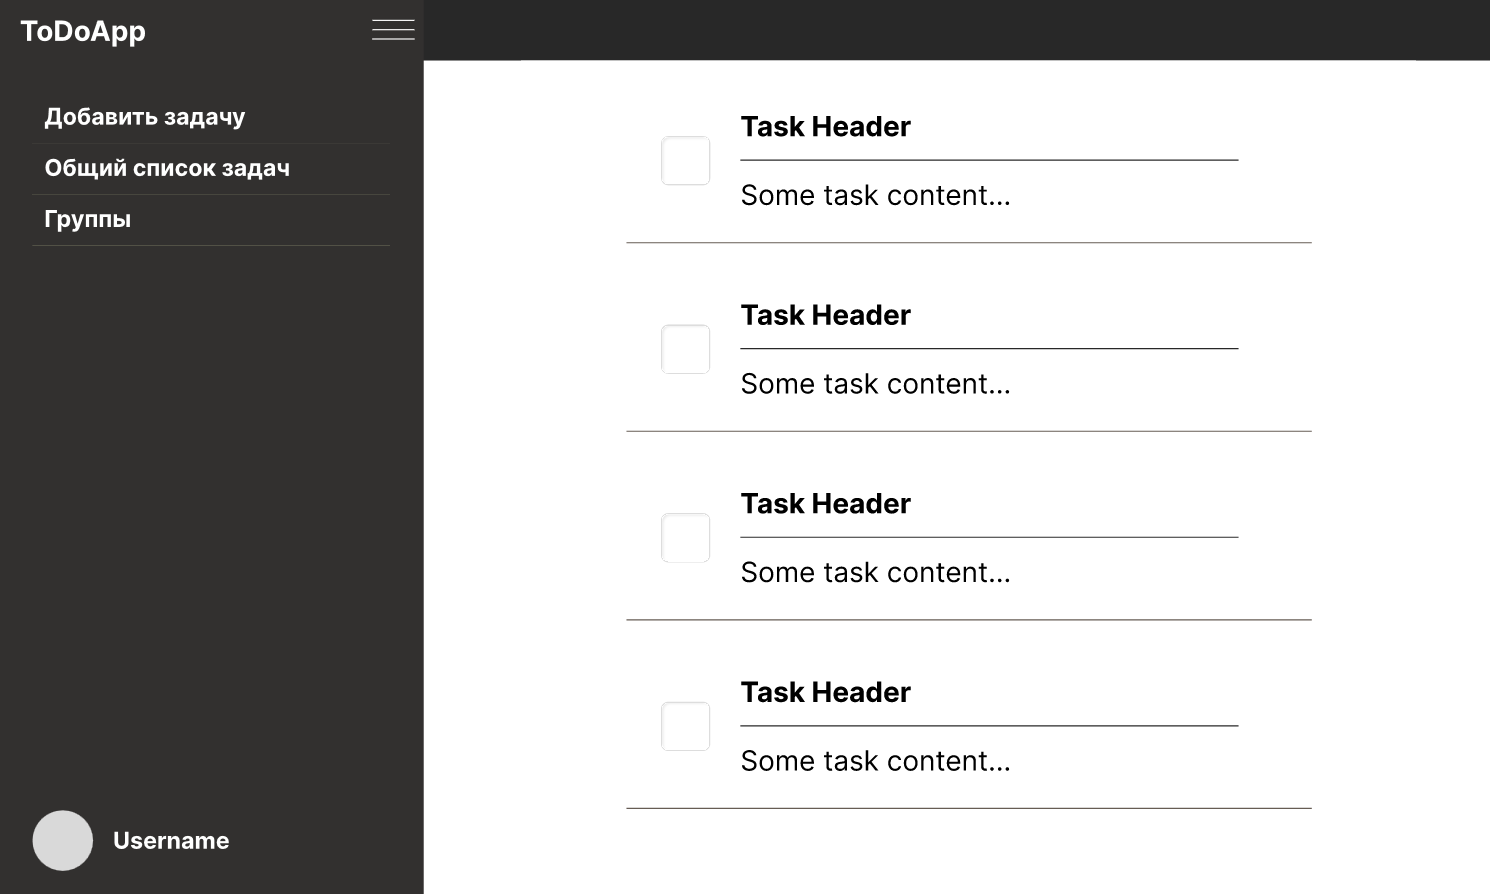 ToDoApp
Добавить задачу
Общий список задач
Группы
Username
Task Header
Some task content...
Task Header
Some task content...
Task Header
Some task content...
Task Header
Some task content...